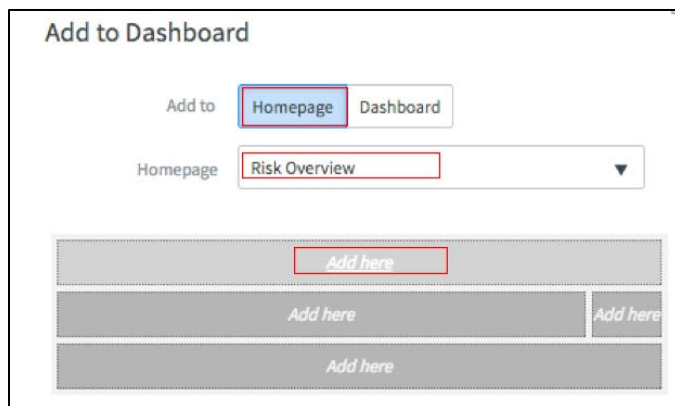 Add to Dashboard
Add to Homepage Dashboard
Homepage Risk Overview
Add here
Add here Add here
Add here